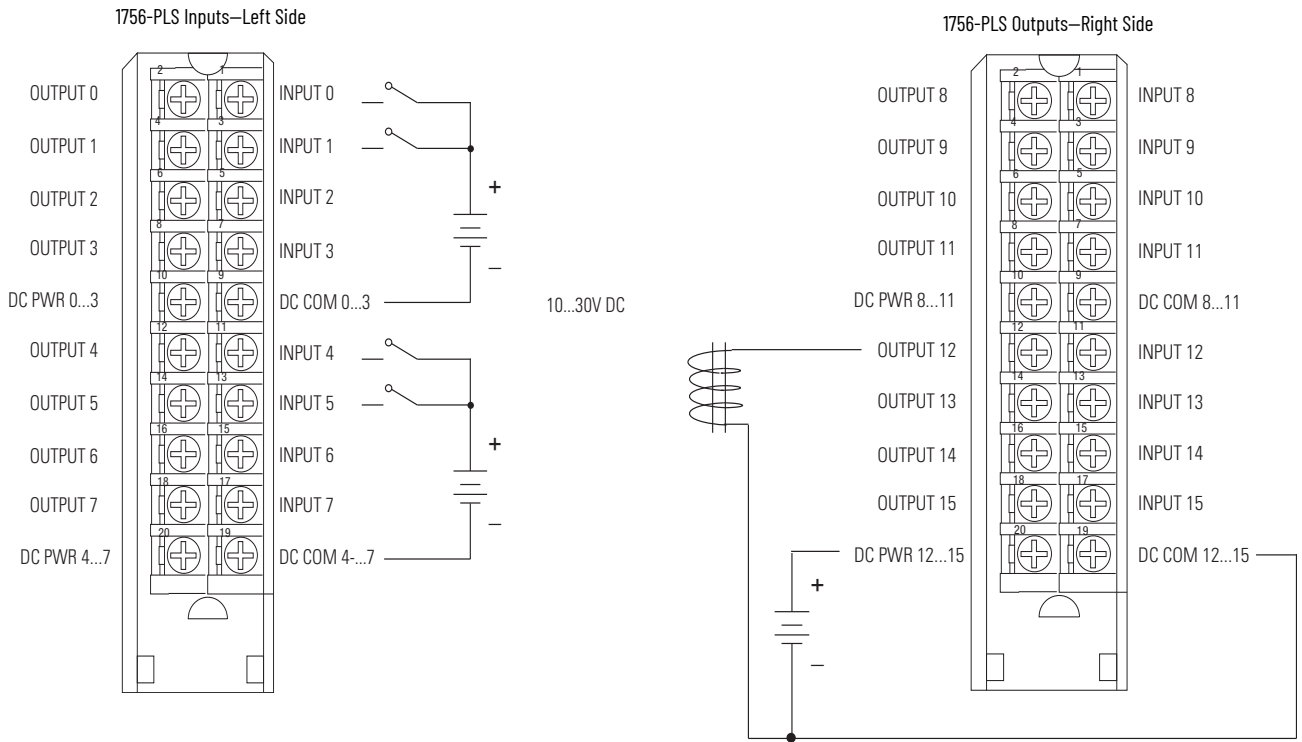 1756-PLS Inputs—Left Side
OUTPUT 0
2
1
INPUT 0
OUTPUT 1
4
3
INPUT 1
OUTPUT 2
6
5
INPUT 2
+
OUTPUT 3
8
7
INPUT 3
–
DC PWR 0...3
10
9
DC COM 0...3
OUTPUT 4
12
11
INPUT 4
OUTPUT 5
14
13
INPUT 5
OUTPUT 6
16
15
INPUT 6
+
OUTPUT 7
18
17
INPUT 7
–
DC PWR 4...7
20
19
DC COM 4-...7
10...30V DC
1756-PLS Outputs—Right Side
OUTPUT 8
2
1
INPUT 8
OUTPUT 9
4
3
INPUT 9
OUTPUT 10
6
5
INPUT 10
OUTPUT 11
8
7
INPUT 11
DC PWR 8...11
10
9
DC COM 8...11
OUTPUT 12
12
11
INPUT 12
OUTPUT 13
14
13
INPUT 13
OUTPUT 14
16
15
INPUT 14
OUTPUT 15
18
17
INPUT 15
DC PWR 12...15
20
19
DC COM 12...15
+
–